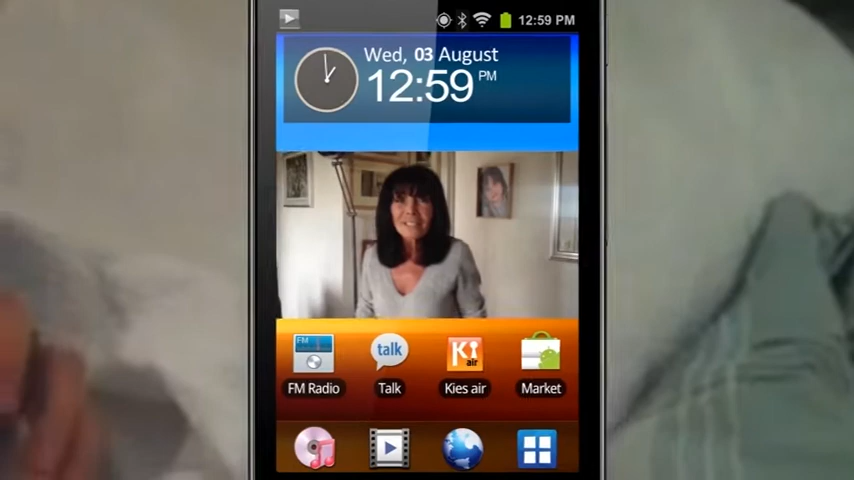 12:59 PM
Wed, 03 August
12:59 PM
FM
talk
Ki
air
FM Radio
Talk
Kies air
Market